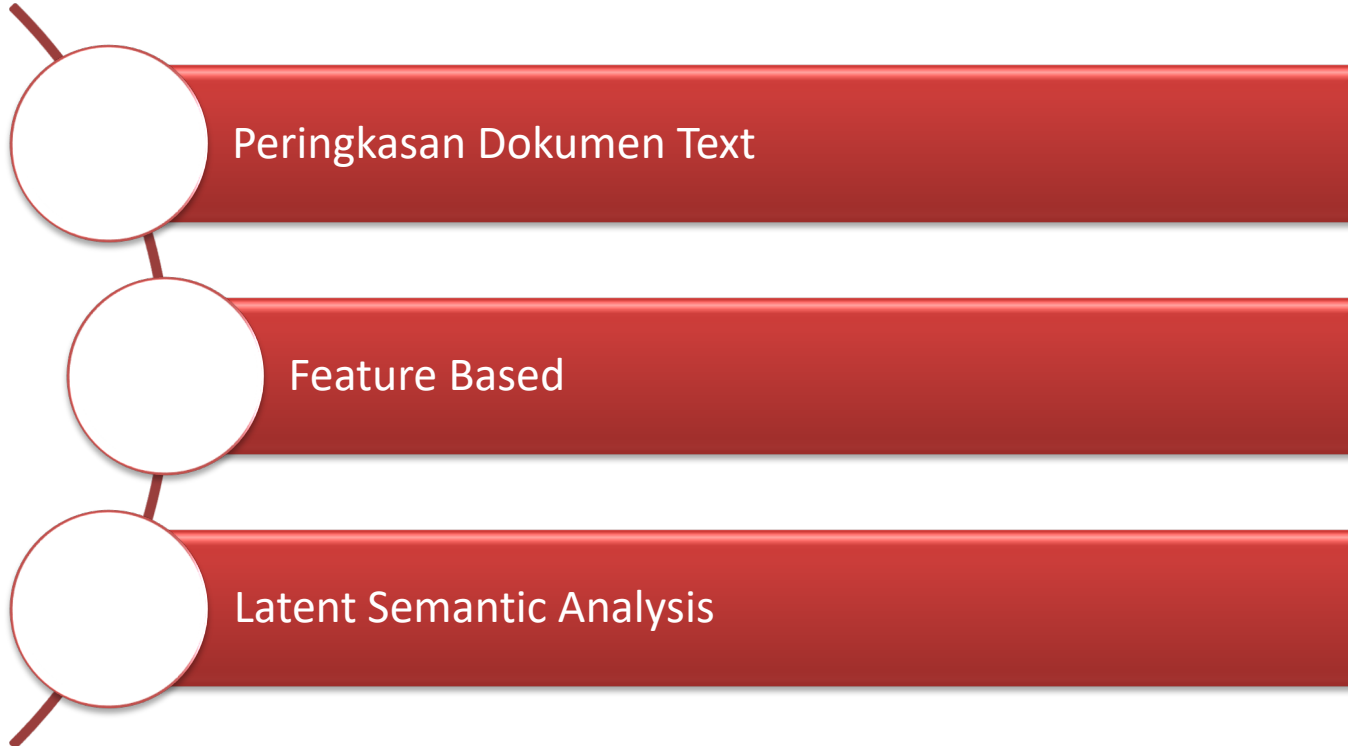 Peringkasan Dokumen Text
Feature Based
Latent Semantic Analysis